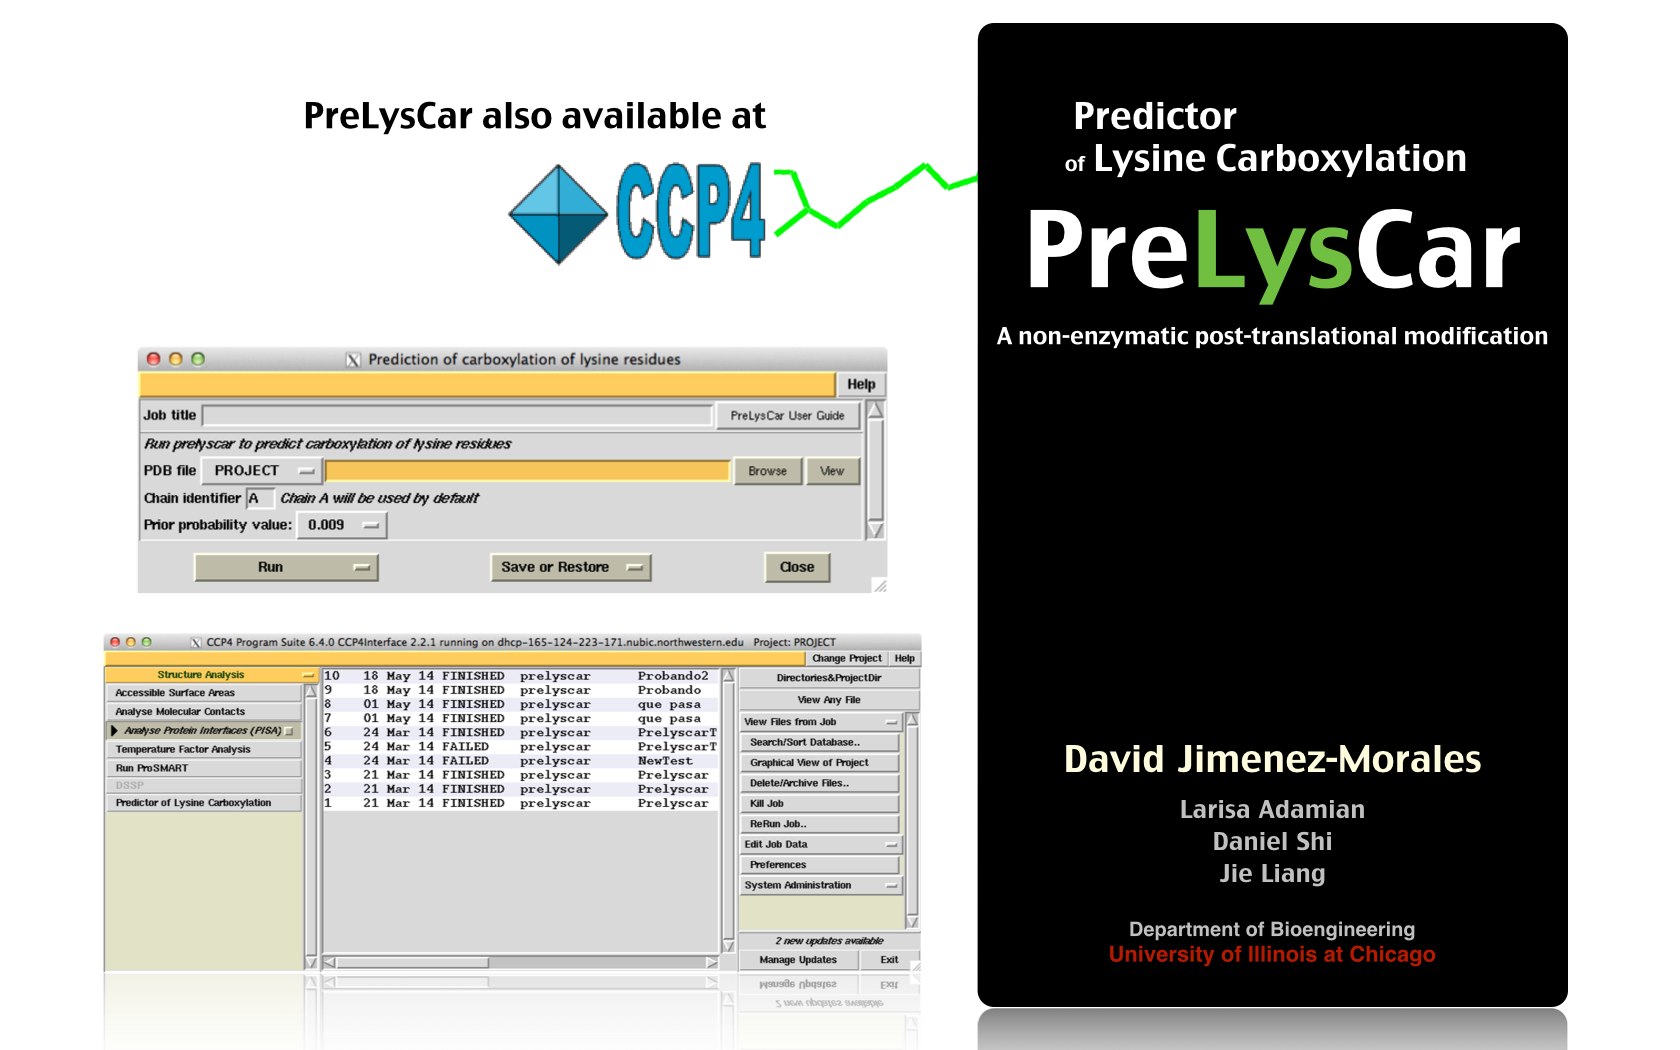 PreLysCar also available at
CCP4
Prediction of carboxylation of lysine residues
Help
Job title
PreLysCar User Guide
Run prelyscar to predict carboxylation of lysine residues
PDB file PROJECT Browse View
Chain identifier A Chain A will be used by default
Prior probability value: 0.009
Run Save or Restore Close
CCP4 Program Suite 6.4.0 CCP4Interface 2.2.1 running on dhcp-165-124-223-171.nubic.northwestern.edu Project: PROJECT
Change Project Help
Structure Analysis
Accessible Surface Areas
Analyse Molecular Contacts
Analyse Protein Interfaces (PISA)
Temperature Factor Analysis
Run ProSMART
DSSP
Predictor of Lysine Carboxylation
10 18 May 14 FINISHED prelyscar Probando2
9 18 May 14 FINISHED prelyscar Probando
8 01 May 14 FINISHED prelyscar que pasa
7 01 May 14 FINISHED prelyscar que pasa
6 24 Mar 14 FINISHED prelyscar PrelyscarT
5 24 Mar 14 FAILED prelyscar PrelyscarT
4 24 Mar 14 FAILED prelyscar NewTest
3 21 Mar 14 FINISHED prelyscar Prelyscar
2 21 Mar 14 FINISHED prelyscar Prelyscar
1 21 Mar 14 FINISHED prelyscar Prelyscar
Directories&ProjectDir
View Any File
View Files from Job
Search/Sort Database..
Graphical View of Project
Delete/Archive Files..
Kill Job
ReRun Job..
Edit Job Data
Preferences
System Administration
2 new updates available
Manage Updates Exit
Predictor
of Lysine Carboxylation
PreLysCar
A non-enzymatic post-translational modification
David Jimenez-Morales
Larisa Adamian
Daniel Shi
Jie Liang
Department of Bioengineering
University of Illinois at Chicago